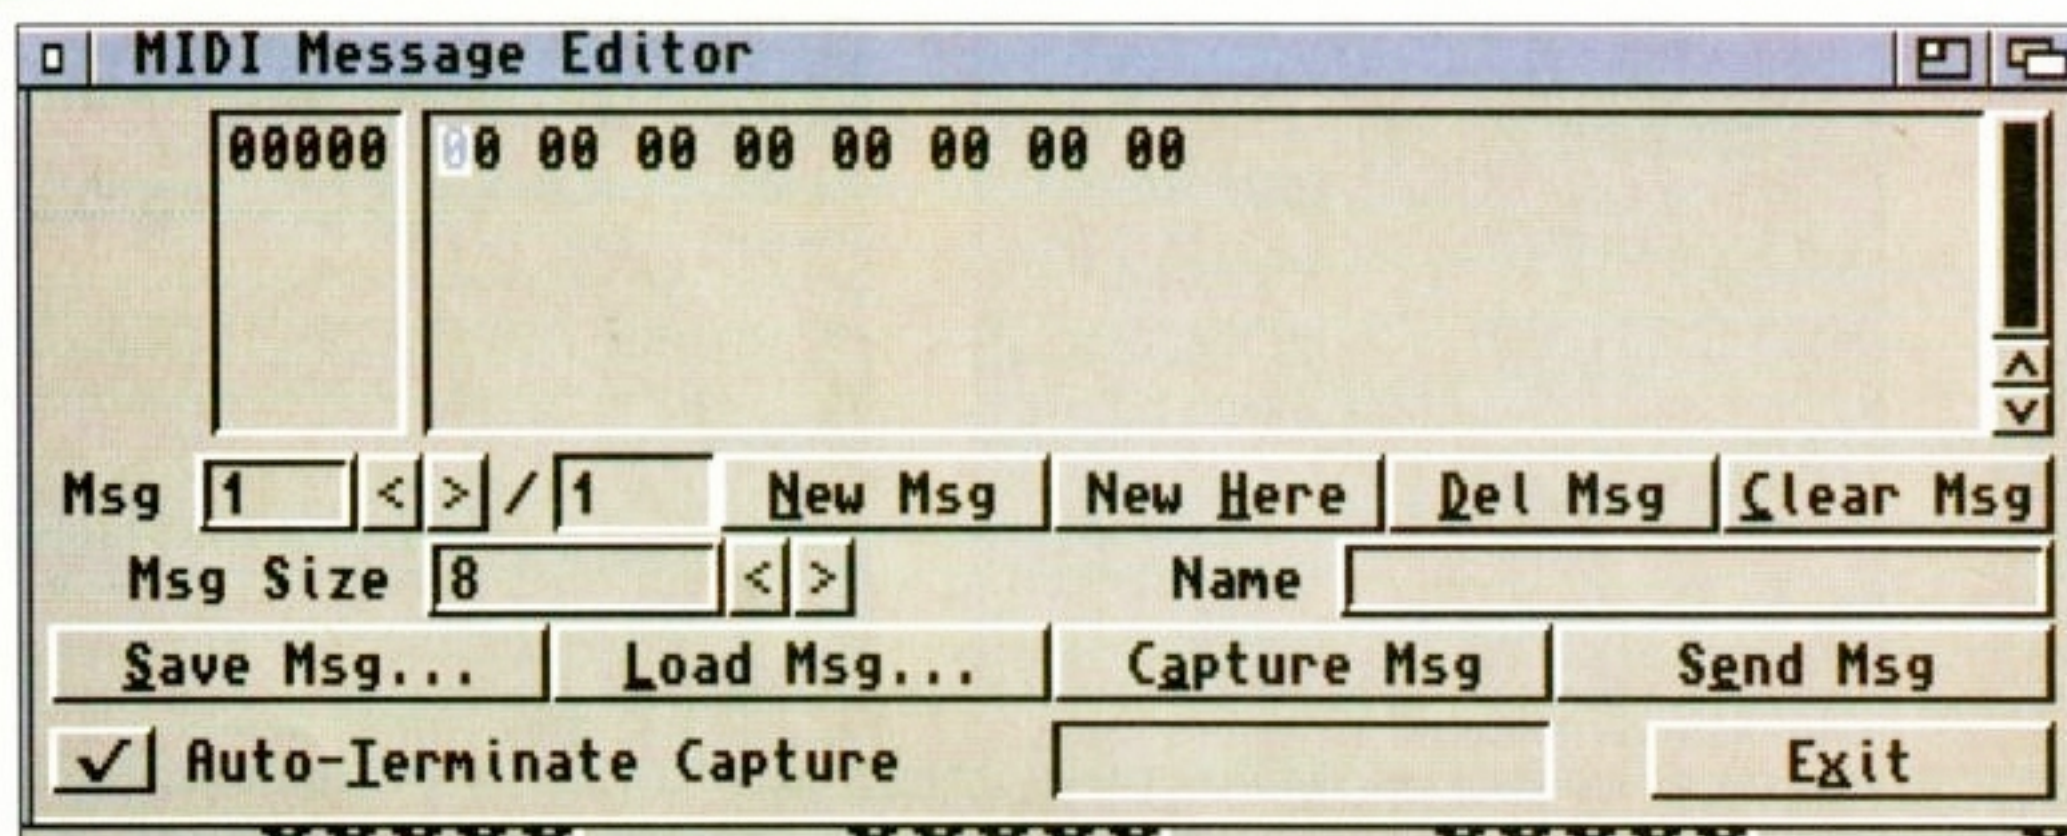 MIDI Message Editor
00000 00 00 00 00 00 00 00 00
Msg 1 < > / 1 New Msg New Here Del Msg Clear Msg
Msg Size 8 < > Name
Save Msg... Load Msg... Capture Msg Send Msg
✓ Auto-Terminate Capture Exit